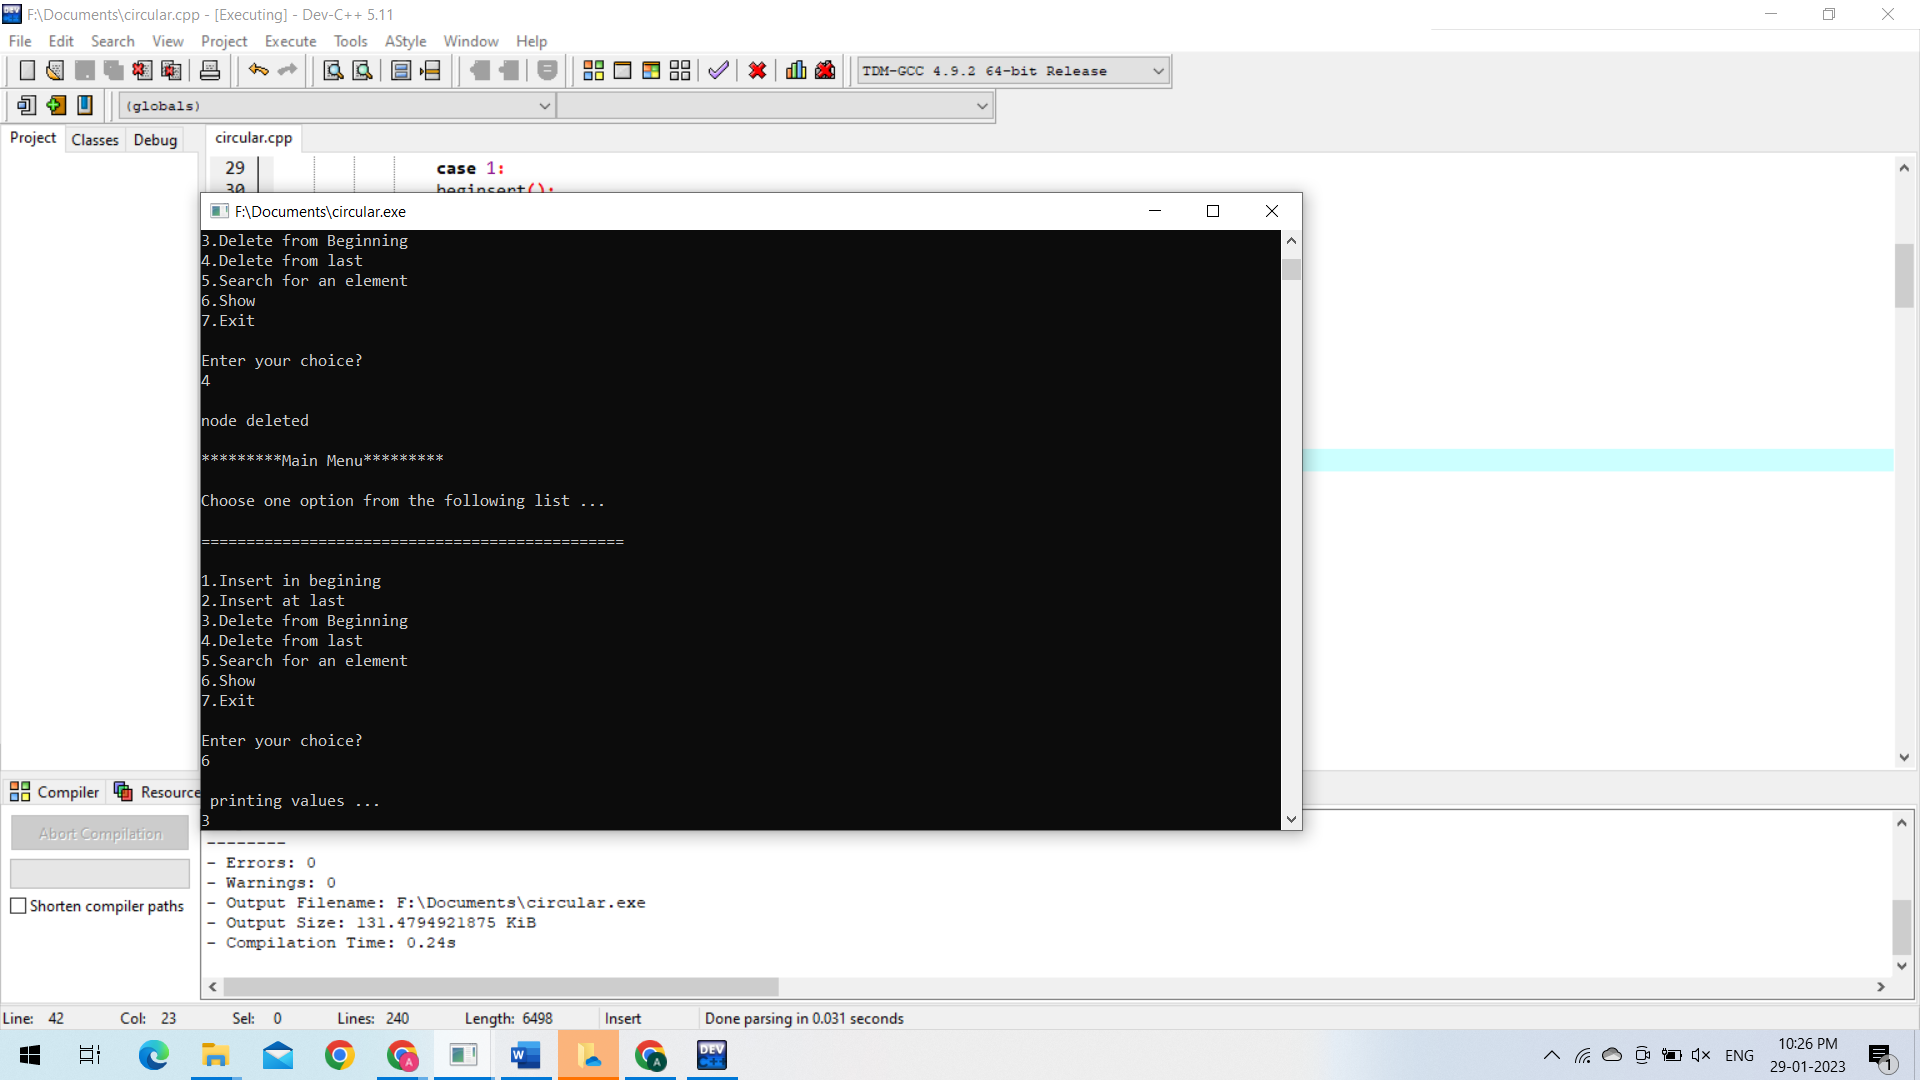 F:\Documents\circular.cpp - [Executing] - Dev-C++ 5.11
File Edit Search View Project Execute Tools AStyle Window Help
TDM-GCC 4.9.2 64-bit Release
(globals)
Project Classes Debug
circular.cpp
29 case 1:
30 beginsert();
F:\Documents\circular.exe
3.Delete from Beginning
4.Delete from last
5.Search for an element
6.Show
7.Exit
Enter your choice?
4
node deleted
*********Main Menu*********
Choose one option from the following list ...
===============================================
1.Insert in begining
2.Insert at last
3.Delete from Beginning
4.Delete from last
5.Search for an element
6.Show
7.Exit
Enter your choice?
6
printing values ...
3
Compiler Resource
Abort Compilation
Shorten compiler paths
--------
- Errors: 0
- Warnings: 0
- Output Filename: F:\Documents\circular.exe
- Output Size: 131.4794921875 KiB
- Compilation Time: 0.24s
Line: 42 Col: 23 Sel: 0 Lines: 240 Length: 6498 Insert Done parsing in 0.031 seconds
ENG
10:26 PM
29-01-2023
1